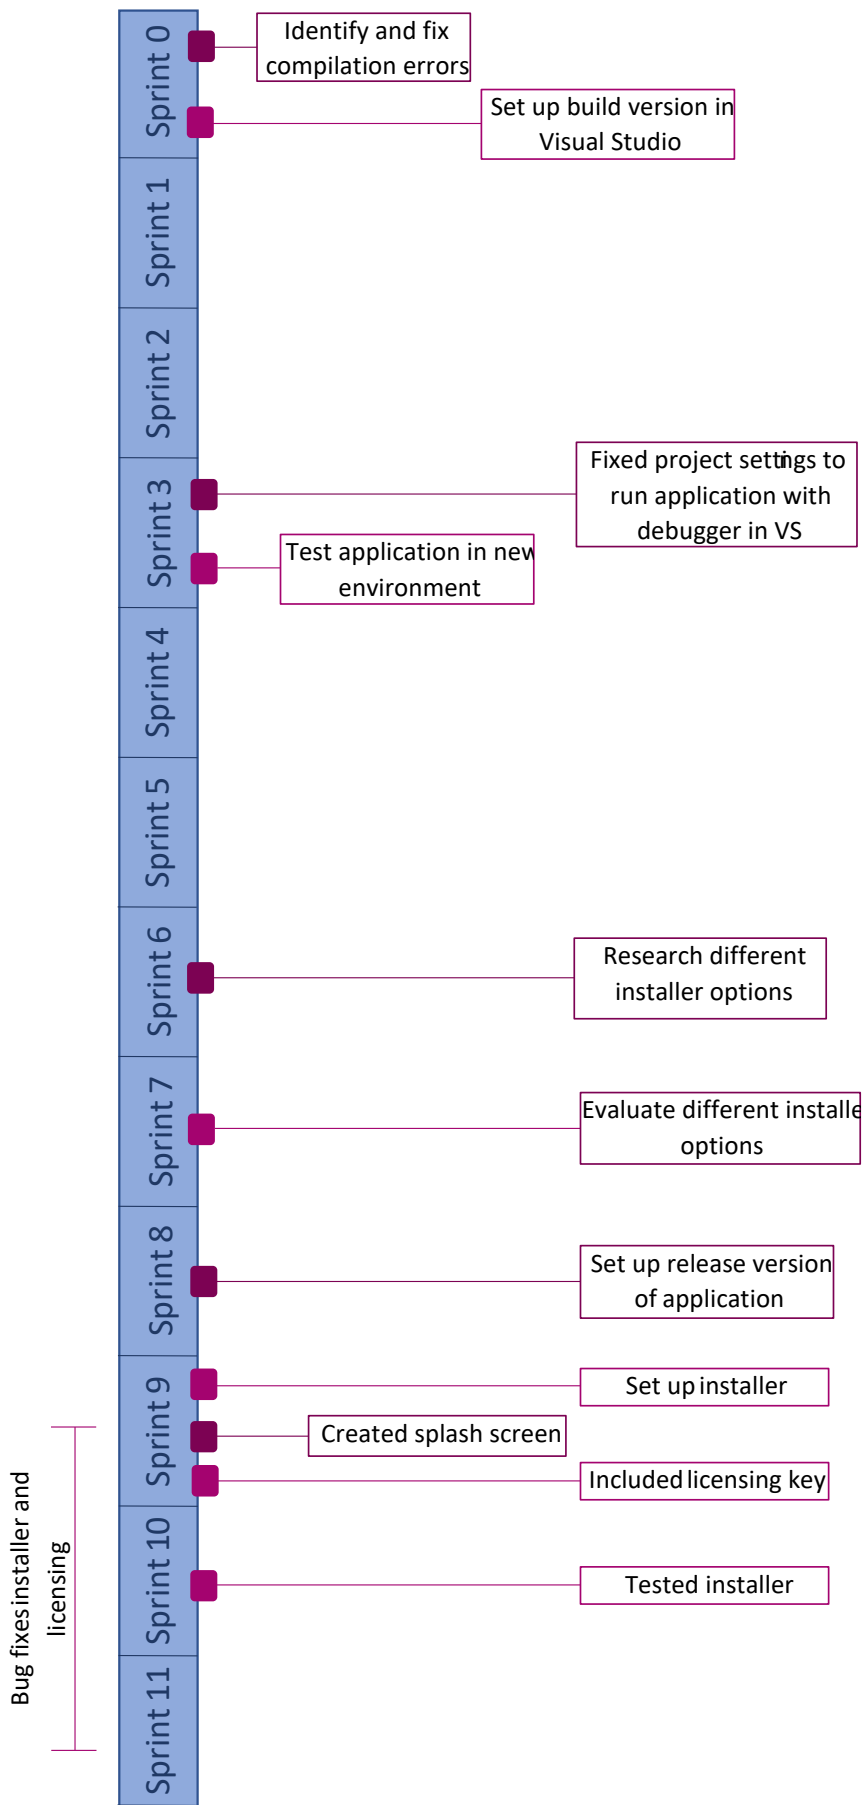 Sprint 0
Identify and fix
compilation errors
Set up build version in
Visual Studio
Sprint 1
Sprint 2
Sprint 3
Fixed project settings to
run application with
debugger in VS
Test application in new
environment
Sprint 4
Sprint 5
Sprint 6
Research different
installer options
Sprint 7
Evaluate different installe
options
Sprint 8
Set up release version
of application
Sprint 9
Set up installer
Created splash screen
Included licensing key
Bug fixes installer and
licensing
Sprint 10
Tested installer
Sprint 11